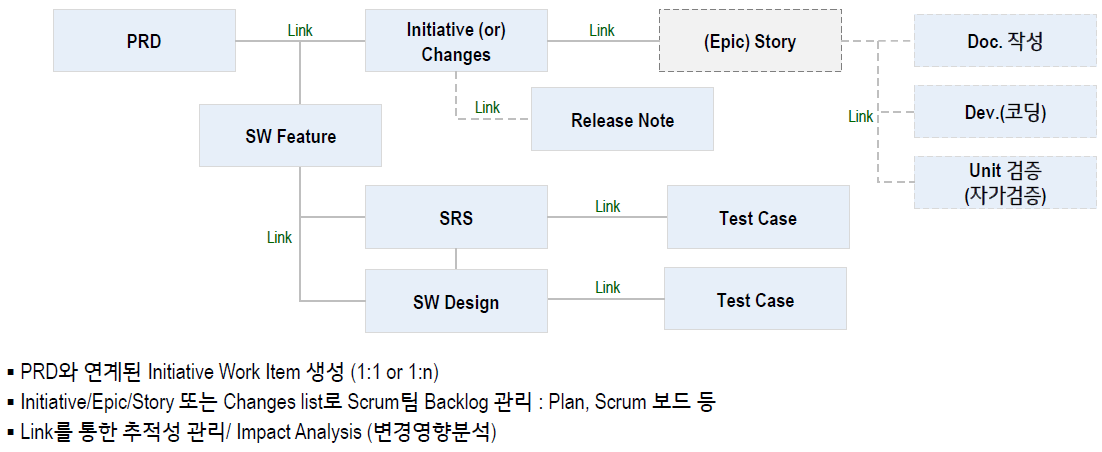 PRD
Link
Initiative (or)
Changes
Link
(Epic) Story
Doc. 작성
Link
Release Note
Link
Dev.(코딩)
SW Feature
Unit 검증
(자가검증)
Link
SRS
Link
Test Case
SW Design
Link
Test Case
▪ PRD와 연계된 Initiative Work Item 생성 (1:1 or 1:n)
▪ Initiative/Epic/Story 또는 Changes list로 Scrum팀 Backlog 관리 : Plan, Scrum 보드 등
▪ Link를 통한 추적성 관리/ Impact Analysis (변경영향분석)